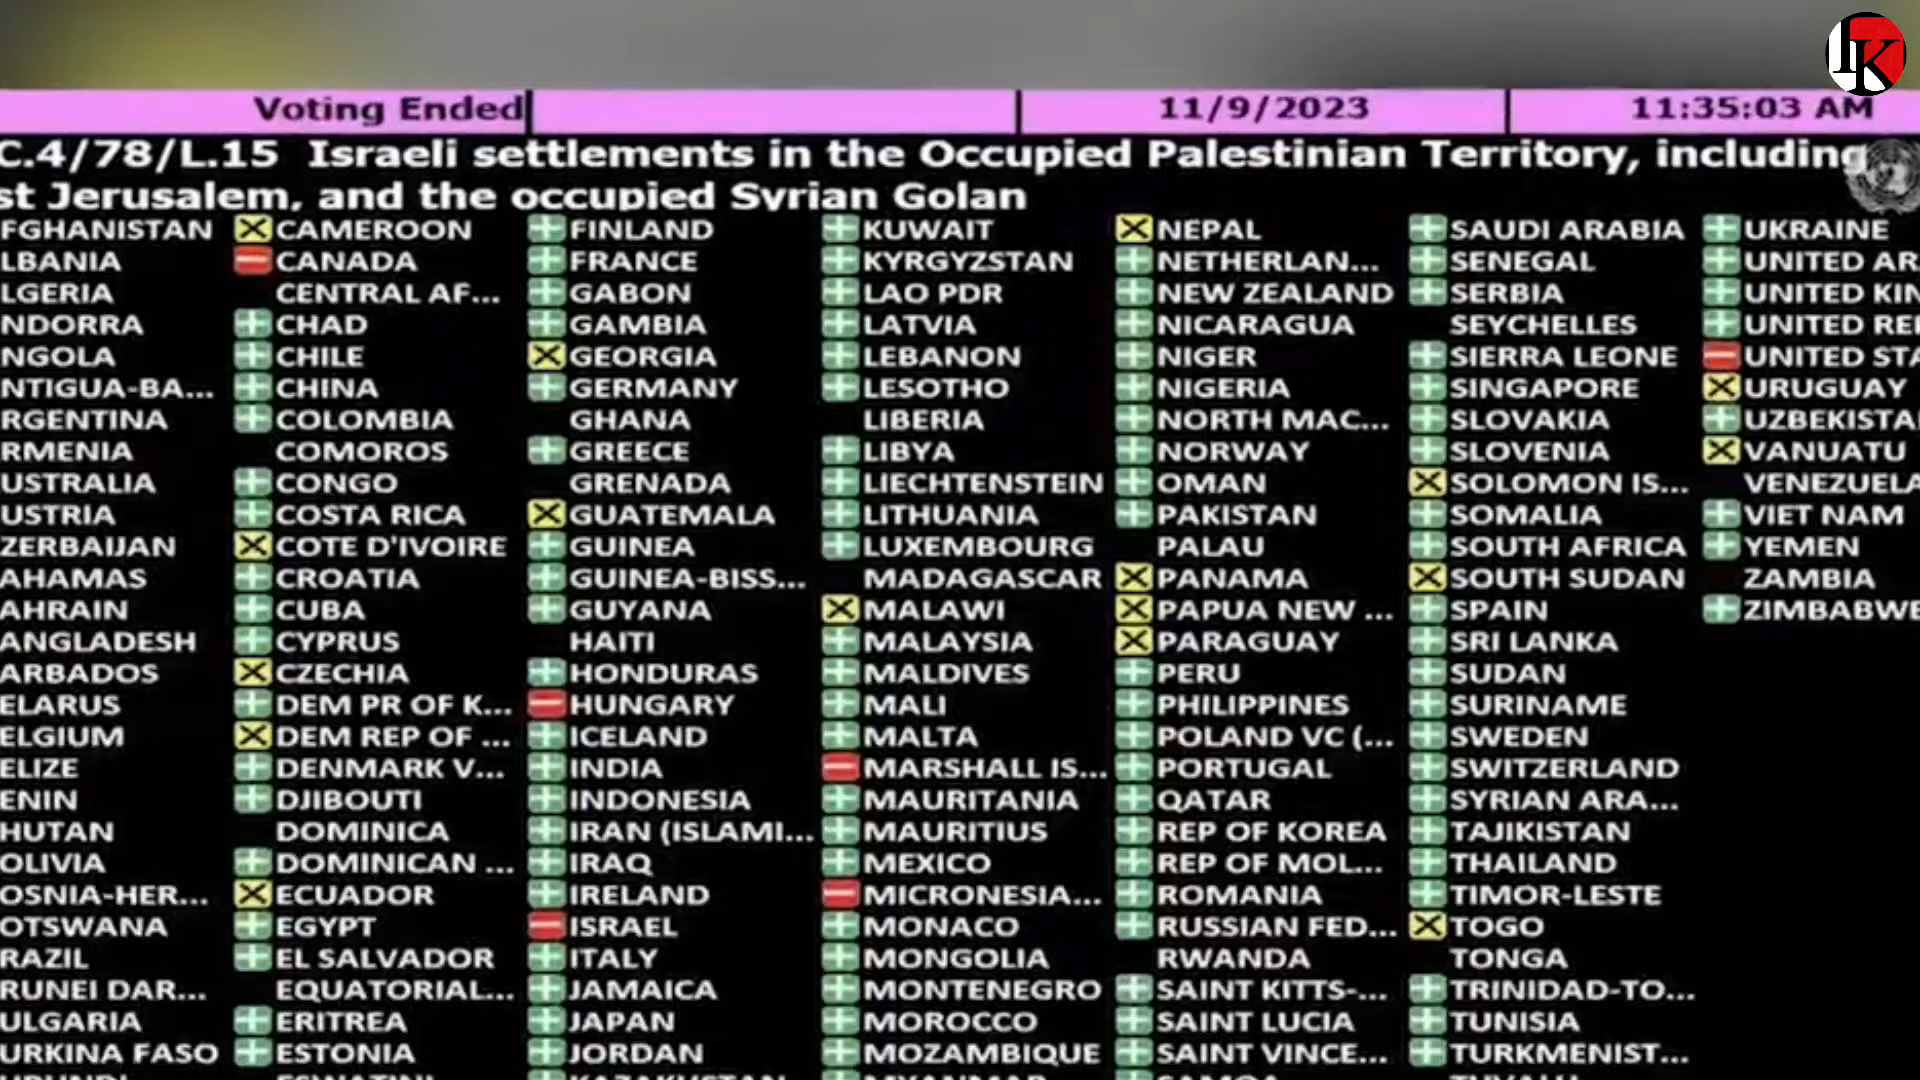 Voting Ended 11/9/2023 11:35:03 AM
C.4/78/L.15 Israeli settlements in the Occupied Palestinian Territory, including
st Jerusalem, and the occupied Syrian Golan
FGHANISTAN CAMEROON FINLAND KUWAIT NEPAL SAUDI ARABIA UKRAINE
LBANIA CANADA FRANCE KYRGYZSTAN NETHERLAN... SENEGAL UNITED AR
LGERIA CENTRAL AF... GABON LAO PDR NEW ZEALAND SERBIA UNITED KIN
NDORRA CHAD GAMBIA LATVIA NICARAGUA SEYCHELLES UNITED REI
NGOLA CHILE GEORGIA LEBANON NIGER SIERRA LEONE UNITED STA
NTIGUA-BA... CHINA GERMANY LESOTHO NIGERIA SINGAPORE URUGUAY
RGENTINA COLOMBIA GHANA LIBERIA NORTH MAC... SLOVAKIA UZBEKISTA
RMENIA COMOROS GREECE LIBYA NORWAY SLOVENIA VANUATU
USTRALIA CONGO GRENADA LIECHTENSTEIN OMAN SOLOMON IS... VENEZUELA
USTRIA COSTA RICA GUATEMALA LITHUANIA PAKISTAN SOMALIA VIET NAM
ZERBAIJAN COTE D'IVOIRE GUINEA LUXEMBOURG PALAU SOUTH AFRICA YEMEN
AHAMAS CROATIA GUINEA-BISS... MADAGASCAR PANAMA SOUTH SUDAN ZAMBIA
AHRAIN CUBA GUYANA MALAWI PAPUA NEW ... SPAIN ZIMBABWE
ANGLADESH CYPRUS HAITI MALAYSIA PARAGUAY SRI LANKA
ARBADOS CZECHIA HONDURAS MALDIVES PERU SUDAN
ELARUS DEM PR OF K... HUNGARY MALI PHILIPPINES SURINAME
ELGIUM DEM REP OF ... ICELAND MALTA POLAND VC (... SWEDEN
ELIZE DENMARK V... INDIA MARSHALL IS... PORTUGAL SWITZERLAND
ENIN DJIBOUTI INDONESIA MAURITANIA QATAR SYRIAN ARA...
HUTAN DOMINICA IRAN (ISLAMI... MAURITIUS REP OF KOREA TAJIKISTAN
OLIVIA DOMINICAN ... IRAQ MEXICO REP OF MOL... THAILAND
OSNIA-HER... ECUADOR IRELAND MICRONESIA... ROMANIA TIMOR-LESTE
OTSWANA EGYPT ISRAEL MONACO RUSSIAN FED... TOGO
RAZIL EL SALVADOR ITALY MONGOLIA RWANDA TONGA
RUNEI DAR... EQUATORIAL... JAMAICA MONTENEGRO SAINT KITTS-... TRINIDAD-TO...
ULGARIA ERITREA JAPAN MOROCCO SAINT LUCIA TUNISIA
URKINA FASO ESTONIA JORDAN MOZAMBIQUE SAINT VINCE... TURKMENIST...